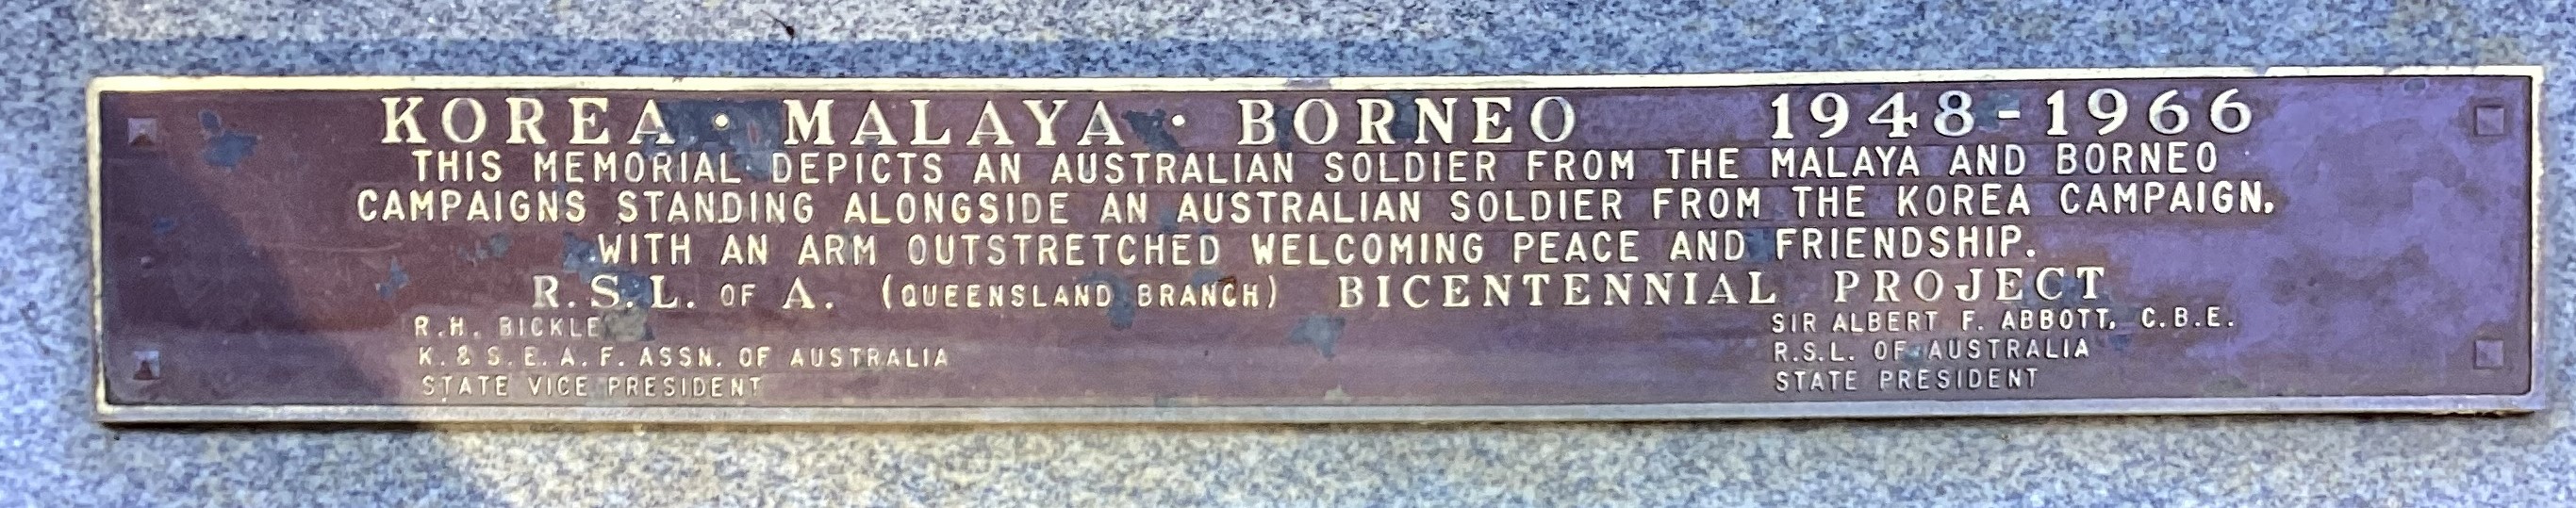 KOREA · MALAYA · BORNEO 1948-1966
THIS MEMORIAL DEPICTS AN AUSTRALIAN SOLDIER FROM THE MALAYA AND BORNEO
CAMPAIGNS STANDING ALONGSIDE AN AUSTRALIAN SOLDIER FROM THE KOREA CAMPAIGN,
WITH AN ARM OUTSTRETCHED WELCOMING PEACE AND FRIENDSHIP.
R.S.L. OF A. (QUEENSLAND BRANCH) BICENTENNIAL PROJECT
R.H. BICKLE
K. & S.E.A.F. ASSN. OF AUSTRALIA
STATE VICE PRESIDENT
SIR ALBERT F. ABBOTT, C.B.E.
R.S.L. OF AUSTRALIA
STATE PRESIDENT